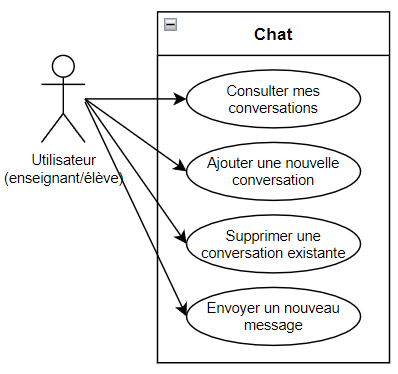 Chat
Consulter mes
conversations
Ajouter une nouvelle
conversation
Supprimer une
conversation existante
Envoyer un nouveau
message
Utilisateur
(enseignant/élève)